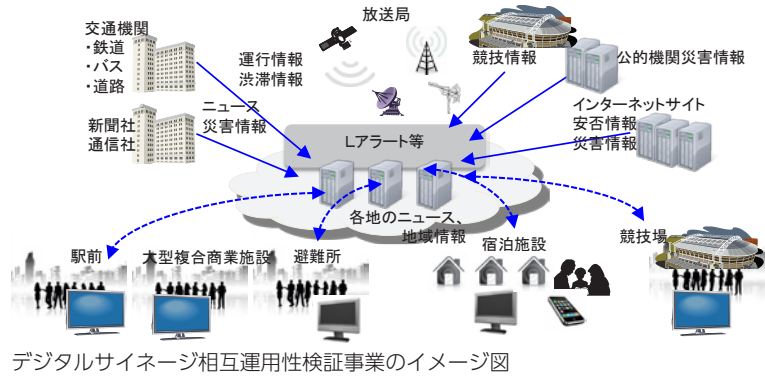 放送局
交通機関
・鉄道
・バス
・道路
運行情報
渋滞情報
競技情報
公的機関災害情報
新聞社
通信社
ニュース
災害情報
インターネットサイト
安否情報
災害情報
Lアラート等
各地のニュース、
地域情報
駅前
大型複合商業施設
避難所
宿泊施設
競技場
デジタルサイネージ相互運用性検証事業のイメージ図